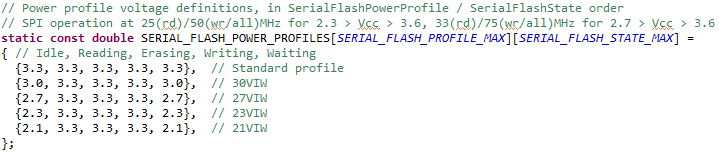 // Power profile voltage definitions, in SerialFlashPowerProfile / SerialFlashState order
// SPI operation at 25(rd)/50(wr/all)MHz for 2.3 > Vcc > 3.6, 33(rd)/75(wr/all)MHz for 2.7 > Vcc > 3.6
static const double SERIAL_FLASH_POWER_PROFILES[SERIAL_FLASH_PROFILE_MAX][SERIAL_FLASH_STATE_MAX] =
{ // Idle, Reading, Erasing, Writing, Waiting
  {3.3, 3.3, 3.3, 3.3, 3.3},  // Standard profile
  {3.0, 3.3, 3.3, 3.3, 3.0},  // 30VIW
  {2.7, 3.3, 3.3, 3.3, 2.7},  // 27VIW
  {2.3, 3.3, 3.3, 3.3, 2.3},  // 23VIW
  {2.1, 3.3, 3.3, 3.3, 2.1},  // 21VIW
};